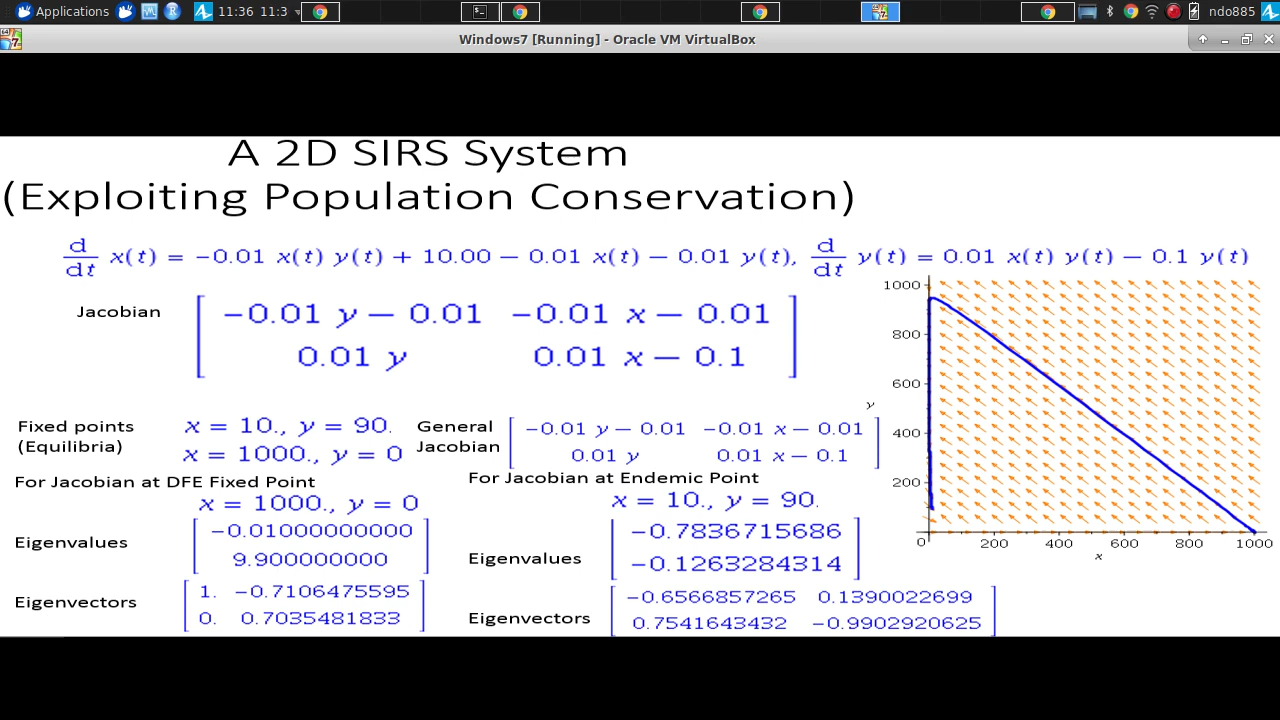 Applications 11:36 11:3 ndo885
Windows7 [Running] - Oracle VM VirtualBox
A 2D SIRS System
(Exploiting Population Conservation)
d/dt x(t) = −0.01 x(t) y(t) + 10.00 − 0.01 x(t) − 0.01 y(t), d/dt y(t) = 0.01 x(t) y(t) − 0.1 y(t)
Jacobian
−0.01 y − 0.01 −0.01 x − 0.01
0.01 y 0.01 x − 0.1
Fixed points
(Equilibria)
x = 10., y = 90.
x = 1000., y = 0
General
Jacobian
−0.01 y − 0.01 −0.01 x − 0.01
0.01 y 0.01 x − 0.1
For Jacobian at DFE Fixed Point
x = 1000., y = 0
Eigenvalues
−0.01000000000
9.900000000
Eigenvectors
1. −0.7106475595
0. 0.7035481833
For Jacobian at Endemic Point
x = 10., y = 90.
Eigenvalues
−0.7836715686
−0.1263284314
Eigenvectors
−0.6566857265 0.1390022699
0.7541643432 −0.9902920625
1000
800
600
y
400
200
0 200 400 600 800 1000
x